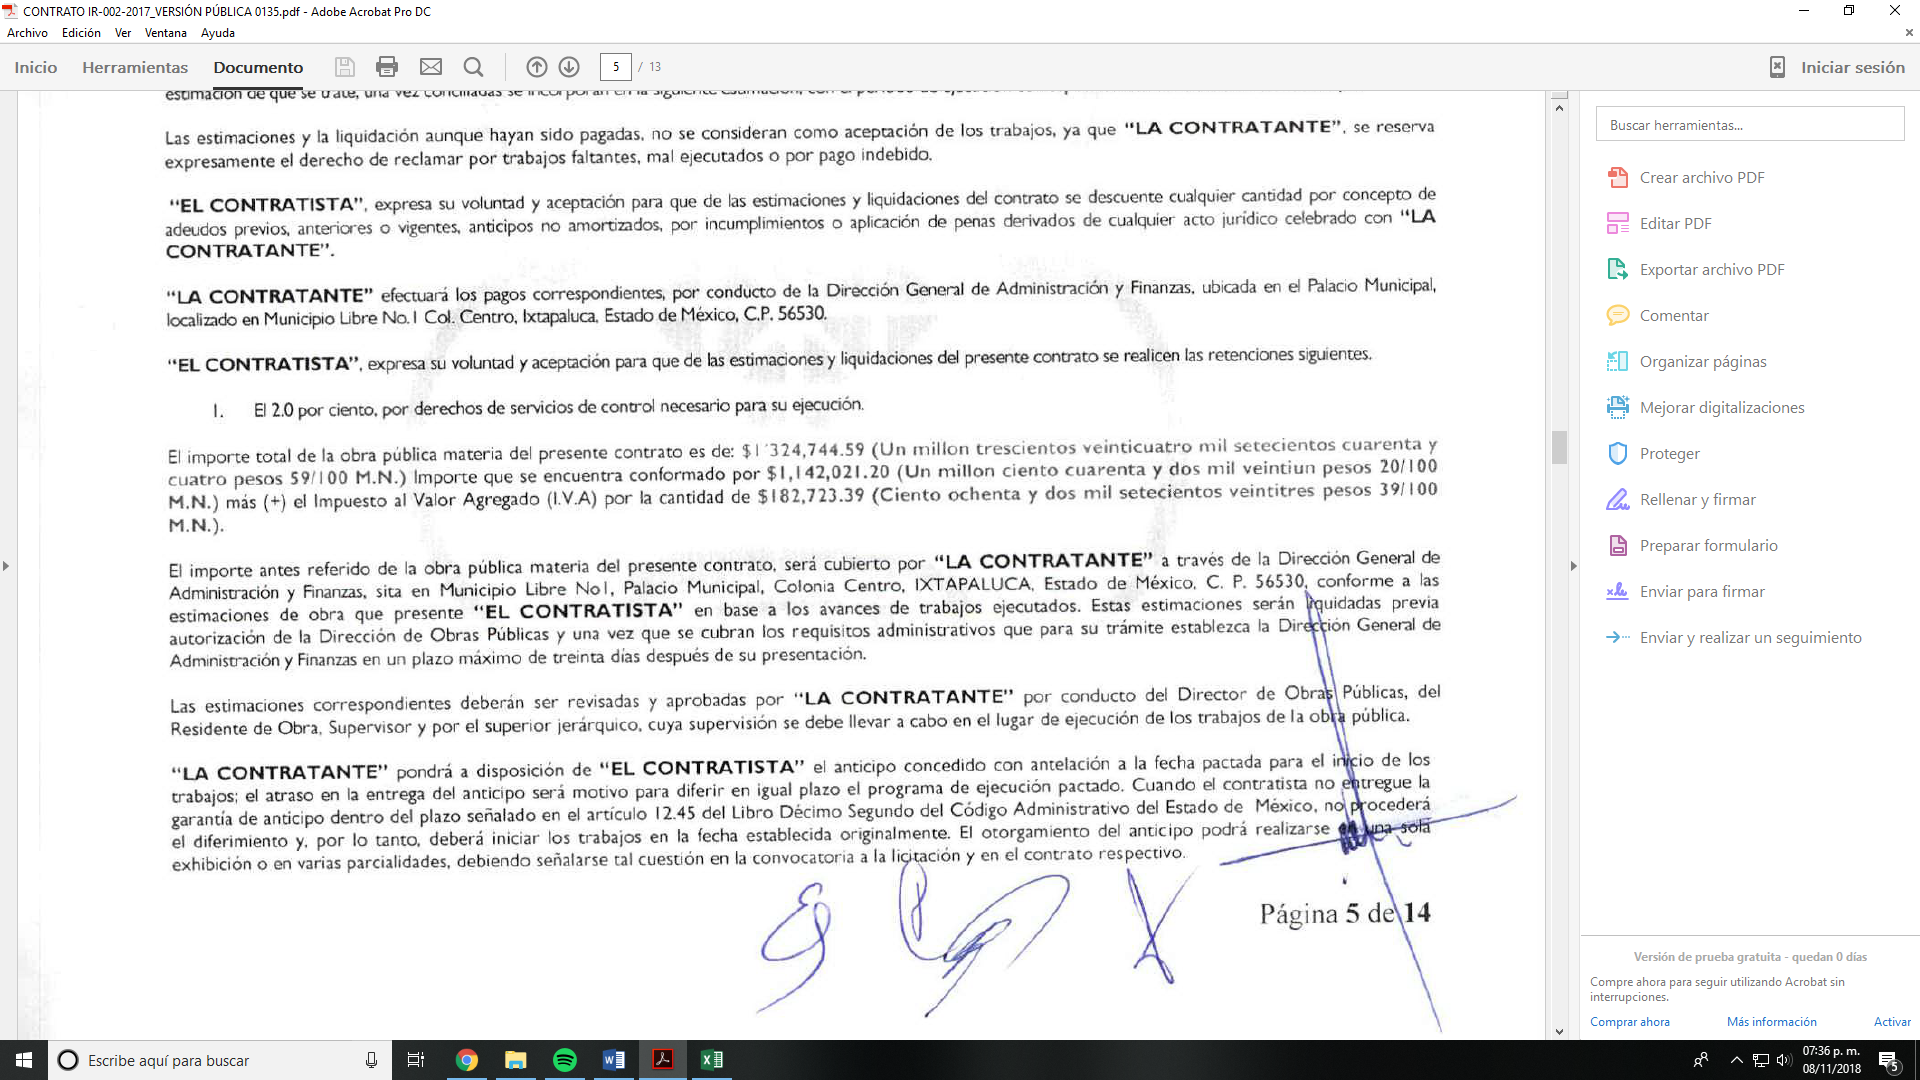 CONTRATO IR-002-2017_VERSIÓN PÚBLICA 0135.pdf - Adobe Acrobat Pro DC
Archivo Edición Ver Ventana Ayuda
Inicio Herramientas Documento 5 / 13 Iniciar sesión
estimación de que se trate, una vez conciliadas se incorporan en la siguiente estimación, con el periodo de ejecución
Las estimaciones y la liquidación aunque hayan sido pagadas, no se consideran como aceptación de los trabajos, ya que “LA CONTRATANTE”, se reserva
expresamente el derecho de reclamar por trabajos faltantes, mal ejecutados o por pago indebido.
“EL CONTRATISTA”, expresa su voluntad y aceptación para que de las estimaciones y liquidaciones del contrato se descuente cualquier cantidad por concepto de
adeudos previos, anteriores o vigentes, anticipos no amortizados, por incumplimientos o aplicación de penas derivados de cualquier acto jurídico celebrado con “LA
CONTRATANTE”.
“LA CONTRATANTE” efectuará los pagos correspondientes, por conducto de la Dirección General de Administración y Finanzas, ubicada en el Palacio Municipal,
localizado en Municipio Libre No.1 Col. Centro, Ixtapaluca, Estado de México, C.P. 56530.
“EL CONTRATISTA”, expresa su voluntad y aceptación para que de las estimaciones y liquidaciones del presente contrato se realicen las retenciones siguientes.
1. El 2.0 por ciento, por derechos de servicios de control necesario para su ejecución.
El importe total de la obra pública materia del presente contrato es de: $1´324,744.59 (Un millon trescientos veinticuatro mil setecientos cuarenta y
cuatro pesos 59/100 M.N.) Importe que se encuentra conformado por $1,142,021.20 (Un millon ciento cuarenta y dos mil veintiun pesos 20/100
M.N.) más (+) el Impuesto al Valor Agregado (I.V.A) por la cantidad de $182,723.39 (Ciento ochenta y dos mil setecientos veintitres pesos 39/100
M.N.).
El importe antes referido de la obra pública materia del presente contrato, será cubierto por “LA CONTRATANTE” a través de la Dirección General de
Administración y Finanzas, sita en Municipio Libre No1, Palacio Municipal, Colonia Centro, IXTAPALUCA, Estado de México, C. P. 56530, conforme a las
estimaciones de obra que presente “EL CONTRATISTA” en base a los avances de trabajos ejecutados. Estas estimaciones serán liquidadas previa
autorización de la Dirección de Obras Públicas y una vez que se cubran los requisitos administrativos que para su trámite establezca la Dirección General de
Administración y Finanzas en un plazo máximo de treinta días después de su presentación.
Las estimaciones correspondientes deberán ser revisadas y aprobadas por “LA CONTRATANTE” por conducto del Director de Obras Públicas, del
Residente de Obra, Supervisor y por el superior jerárquico, cuya supervisión se debe llevar a cabo en el lugar de ejecución de los trabajos de la obra pública.
“LA CONTRATANTE” pondrá a disposición de “EL CONTRATISTA” el anticipo concedido con antelación a la fecha pactada para el inicio de los
trabajos; el atraso en la entrega del anticipo será motivo para diferir en igual plazo el programa de ejecución pactado. Cuando el contratista no entregue la
garantía de anticipo dentro del plazo señalado en el artículo 12.45 del Libro Décimo Segundo del Código Administrativo del Estado de México, no procederá
el diferimiento y, por lo tanto, deberá iniciar los trabajos en la fecha establecida originalmente. El otorgamiento del anticipo podrá realizarse en una sola
exhibición o en varias parcialidades, debiendo señalarse tal cuestión en la convocatoria a la licitación y en el contrato respectivo.
Página 5 de 14
Buscar herramientas...
Crear archivo PDF
Editar PDF
Exportar archivo PDF
Comentar
Organizar páginas
Mejorar digitalizaciones
Proteger
Rellenar y firmar
Preparar formulario
Enviar para firmar
Enviar y realizar un seguimiento
Versión de prueba gratuita - quedan 0 días
Compre ahora para seguir utilizando Acrobat sin
interrupciones.
Comprar ahora Más información Activar
Escribe aquí para buscar
07:36 p. m.
08/11/2018
5